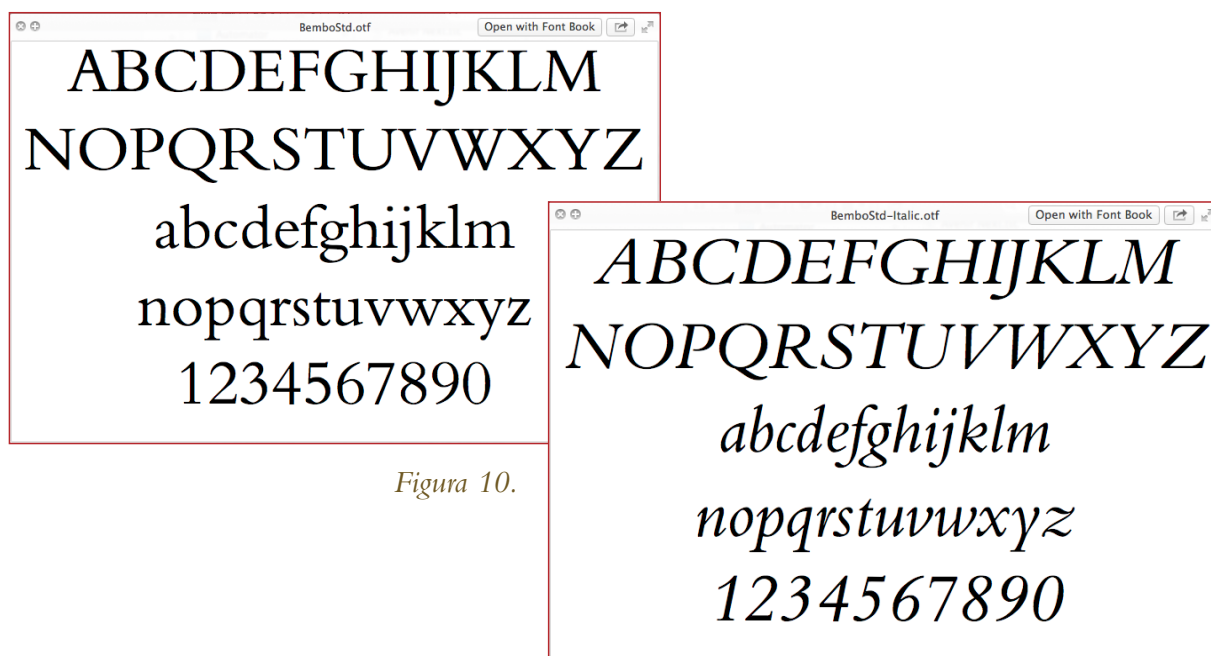 BemboStd.otf
Open with Font Book
ABCDEFGHIJKLM
NOPQRSTUVWXYZ
abcdefghijklm
nopqrstuvwxyz
1234567890
BemboStd-Italic.otf
Open with Font Book
ABCDEFGHIJKLM
NOPQRSTUVWXYZ
abcdefghijklm
nopqrstuvwxyz
1234567890
Figura 10.